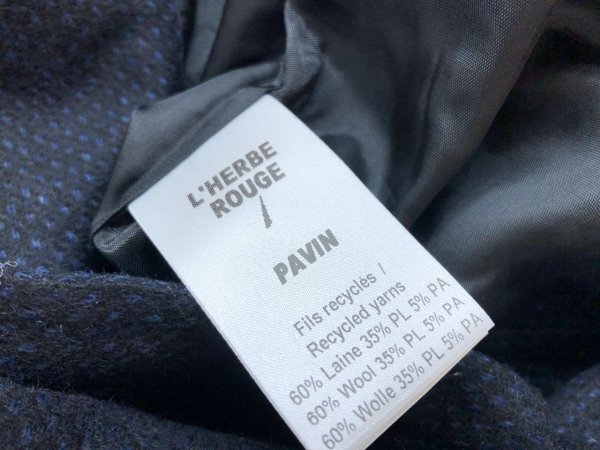 L'HERBE
ROUGE
PAVIN
Fils recyclés /
Recycled yarns
60% Laine 35% PL 5% PA
60% Wool 35% PL 5% PA
60% Wolle 35% PL 5% PA